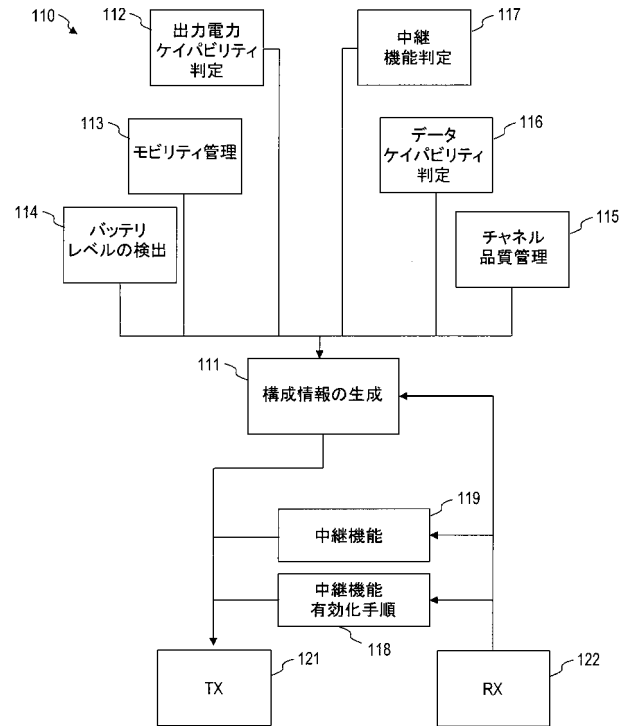 110
112
出力電力
ケイパビリティ
判定
117
中継
機能判定
113
モビリティ管理
116
データ
ケイパビリティ
判定
114
バッテリ
レベルの検出
115
チャネル
品質管理
111
構成情報の生成
119
中継機能
中継機能
有効化手順
118
121
TX
122
RX